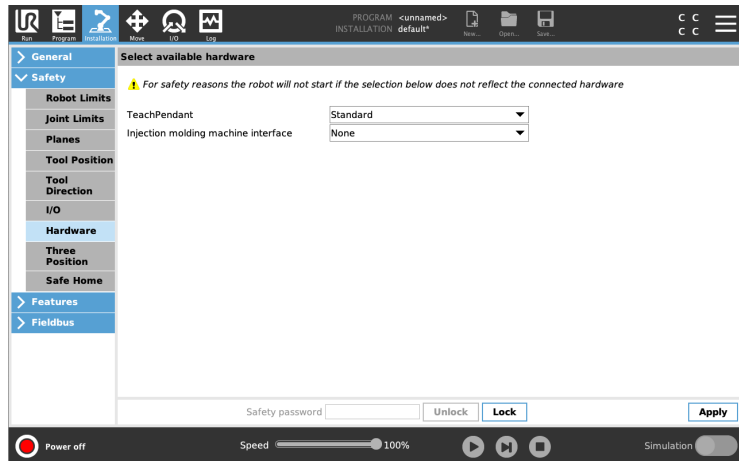 UR
Run
Program
Installation
Move
I/O
Log
PROGRAM <unnamed>
INSTALLATION default*
New...
Open...
Save...
C C
C C
General
Safety
Robot Limits
Joint Limits
Planes
Tool Position
Tool
Direction
I/O
Hardware
Three
Position
Safe Home
Features
Fieldbus
Select available hardware
For safety reasons the robot will not start if the selection below does not reflect the connected hardware
TeachPendant Standard
Injection molding machine interface None
Safety password Unlock Lock Apply
Power off Speed 100% Simulation